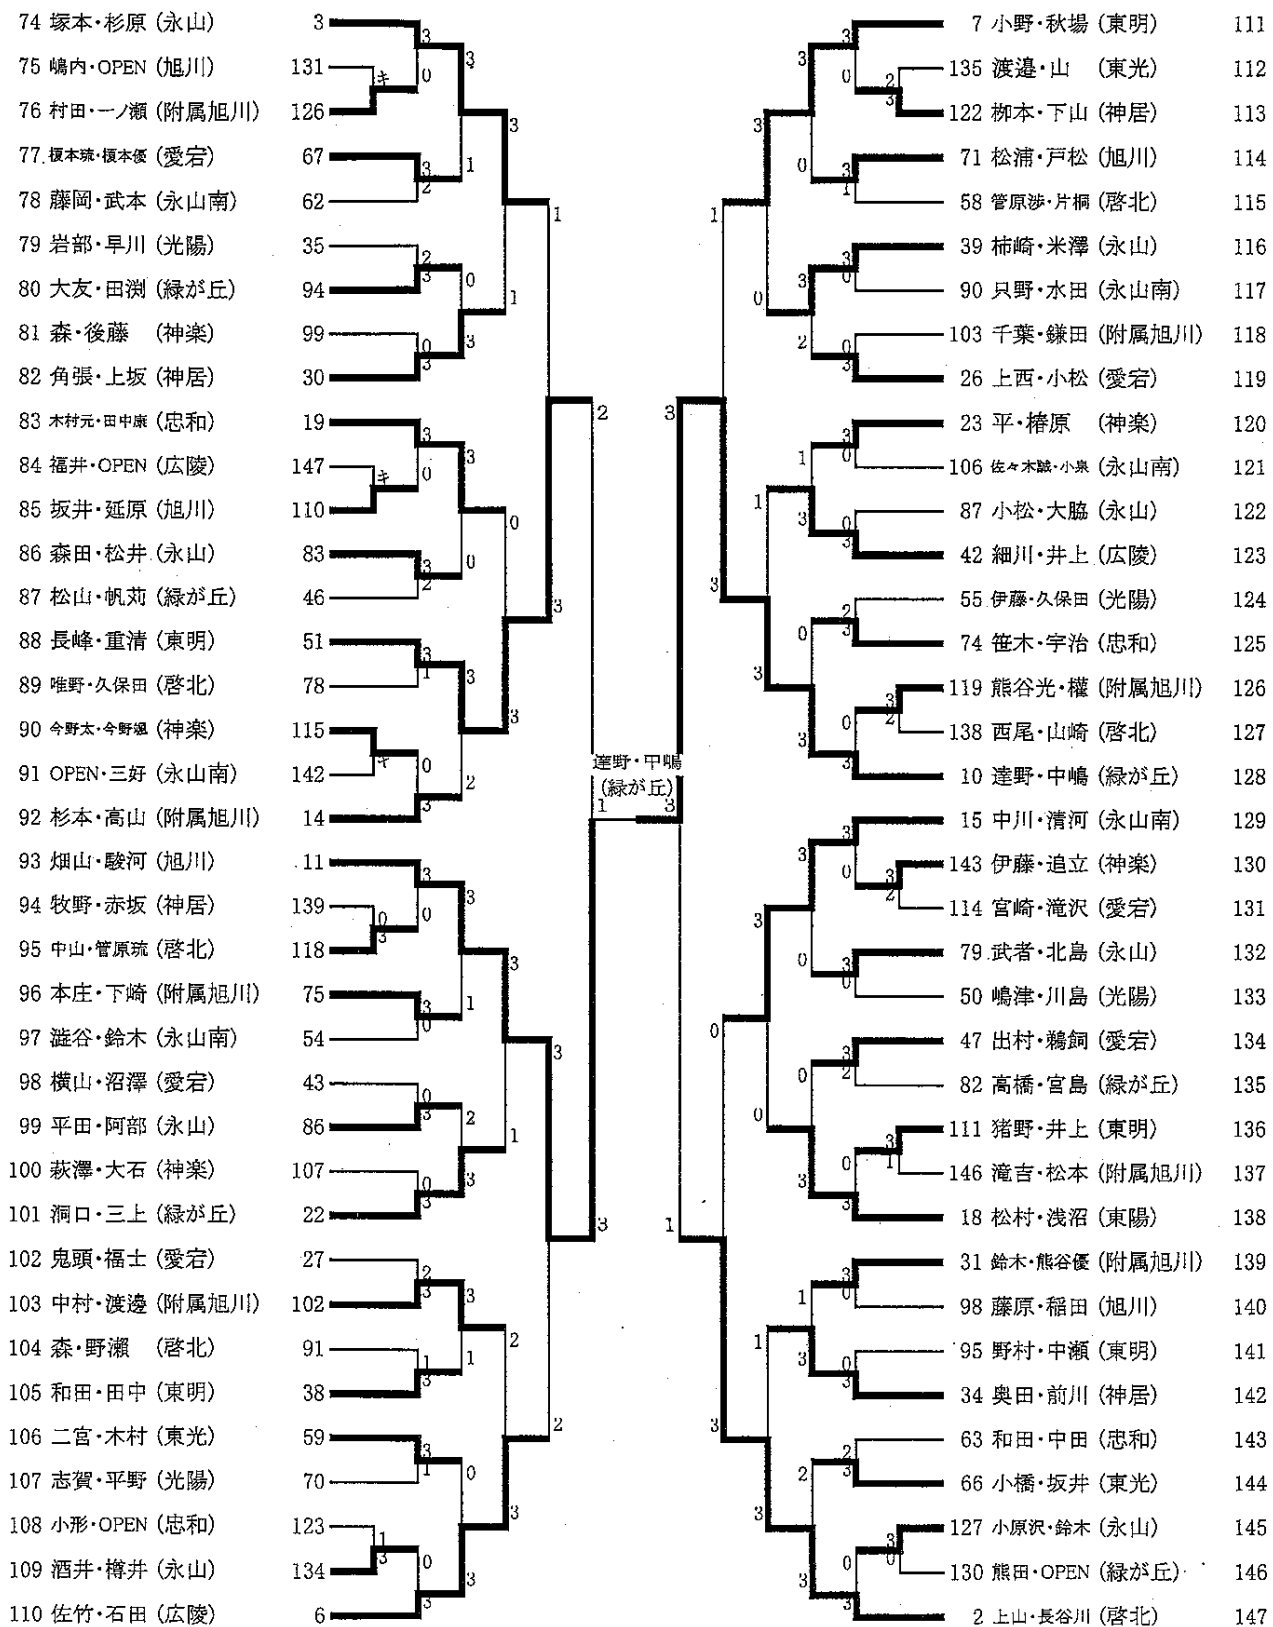 74 塚本・杉原 (永山) 3
75 嶋内・OPEN (旭川) 131
76 村田・一ノ瀬 (附属旭川) 126
77 榎本琉・榎本優 (愛宕) 67
78 藤岡・武本 (永山南) 62
79 岩部・早川 (光陽) 35
80 大友・田渕 (緑が丘) 94
81 森・後藤 (神楽) 99
82 角張・上坂 (神居) 30
83 木村元・田中康 (忠和) 19
84 福井・OPEN (広陵) 147
85 坂井・延原 (旭川) 110
86 森田・松井 (永山) 83
87 松山・帆苅 (緑が丘) 46
88 長峰・重清 (東明) 51
89 唯野・久保田 (啓北) 78
90 今野太・今野颯 (神楽) 115
91 OPEN・三好 (永山南) 142
92 杉本・高山 (附属旭川) 14
93 畑山・駿河 (旭川) 11
94 牧野・赤坂 (神居) 139
95 中山・管原琉 (啓北) 118
96 本庄・下崎 (附属旭川) 75
97 澁谷・鈴木 (永山南) 54
98 横山・沼澤 (愛宕) 43
99 平田・阿部 (永山) 86
100 萩澤・大石 (神楽) 107
101 洞口・三上 (緑が丘) 22
102 鬼頭・福士 (愛宕) 27
103 中村・渡邊 (附属旭川) 102
104 森・野瀬 (啓北) 91
105 和田・田中 (東明) 38
106 二宮・木村 (東光) 59
107 志賀・平野 (光陽) 70
108 小形・OPEN (忠和) 123
109 酒井・樽井 (永山) 134
110 佐竹・石田 (広陵) 6
達野・中嶋
(緑が丘)
1 3
7 小野・秋場 (東明) 111
135 渡邉・山 (東光) 112
122 柳本・下山 (神居) 113
71 松浦・戸松 (旭川) 114
58 管原渉・片桐 (啓北) 115
39 柿崎・米澤 (永山) 116
90 只野・水田 (永山南) 117
103 千葉・鎌田 (附属旭川) 118
26 上西・小松 (愛宕) 119
23 平・椿原 (神楽) 120
106 佐々木誠・小泉 (永山南) 121
87 小松・大脇 (永山) 122
42 細川・井上 (広陵) 123
55 伊藤・久保田 (光陽) 124
74 笹木・宇治 (忠和) 125
119 熊谷光・權 (附属旭川) 126
138 西尾・山崎 (啓北) 127
10 達野・中嶋 (緑が丘) 128
15 中川・清河 (永山南) 129
143 伊藤・追立 (神楽) 130
114 宮崎・滝沢 (愛宕) 131
79 武者・北島 (永山) 132
50 嶋津・川島 (光陽) 133
47 出村・鵜飼 (愛宕) 134
82 高橋・宮島 (緑が丘) 135
111 猪野・井上 (東明) 136
146 滝吉・松本 (附属旭川) 137
18 松村・浅沼 (東陽) 138
31 鈴木・熊谷優 (附属旭川) 139
98 藤原・稲田 (旭川) 140
95 野村・中瀬 (東明) 141
34 奥田・前川 (神居) 142
63 和田・中田 (忠和) 143
66 小橋・坂井 (東光) 144
127 小原沢・鈴木 (永山) 145
130 熊田・OPEN (緑が丘) 146
2 上山・長谷川 (啓北) 147